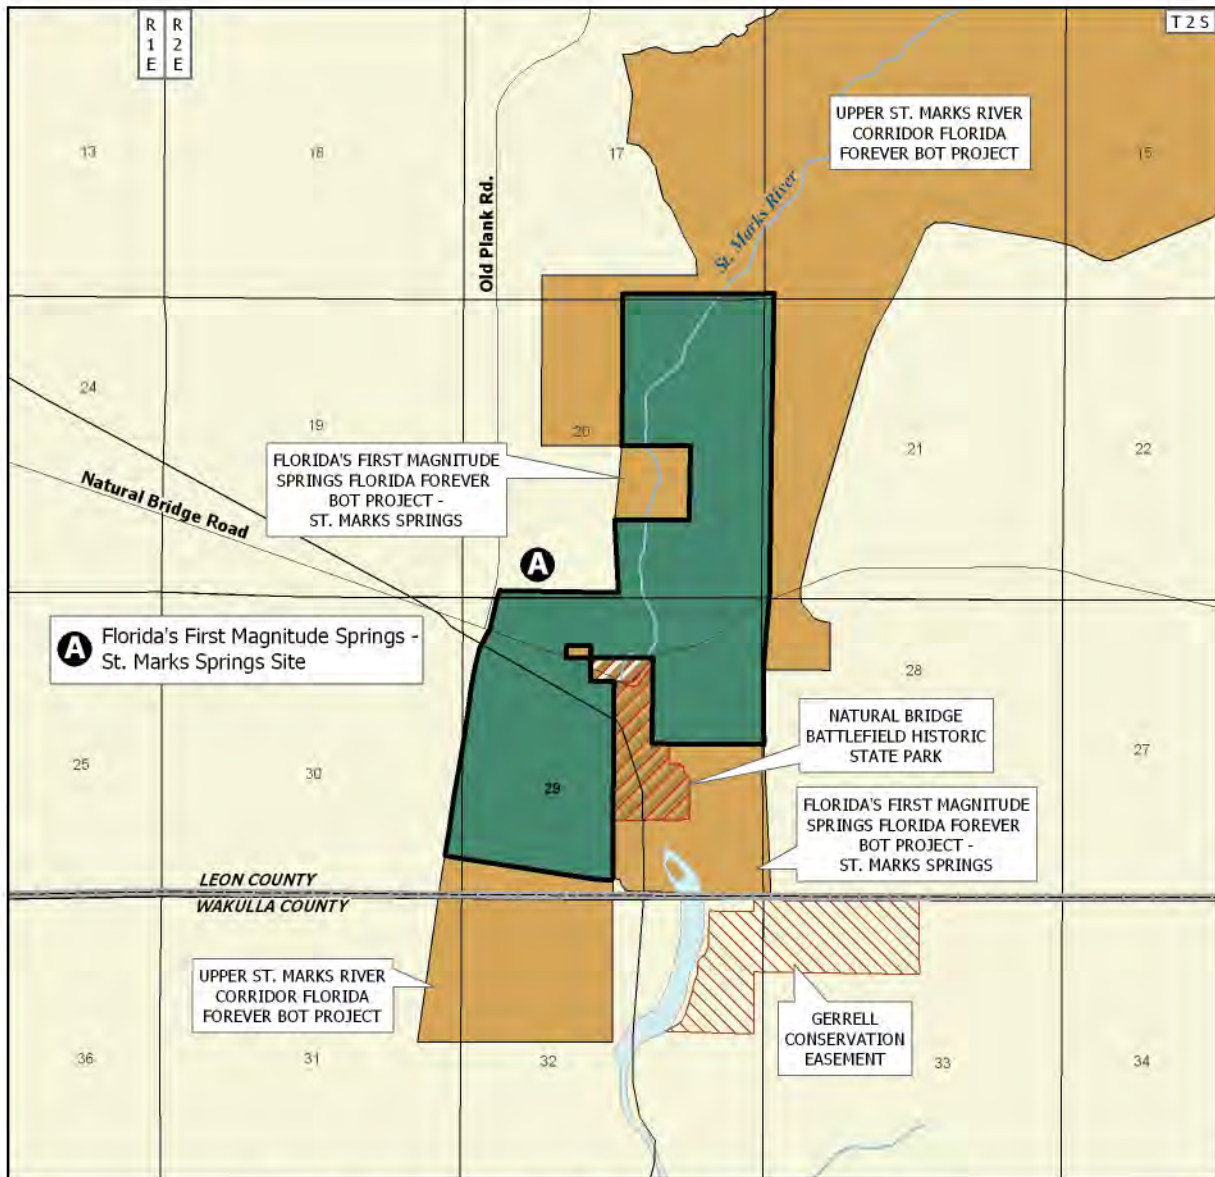 R R
1 2
E E
T 2 S
UPPER ST. MARKS RIVER
CORRIDOR FLORIDA
FOREVER BOT PROJECT
13
18
17
15
Old Plank Rd.
St. Marks River
24
19
20
21
22
FLORIDA'S FIRST MAGNITUDE
SPRINGS FLORIDA FOREVER
BOT PROJECT -
ST. MARKS SPRINGS
Natural Bridge Road
A
A Florida's First Magnitude Springs -
St. Marks Springs Site
28
NATURAL BRIDGE
BATTLEFIELD HISTORIC
STATE PARK
25
30
29
27
FLORIDA'S FIRST MAGNITUDE
SPRINGS FLORIDA FOREVER
BOT PROJECT -
ST. MARKS SPRINGS
LEON COUNTY
WAKULLA COUNTY
UPPER ST. MARKS RIVER
CORRIDOR FLORIDA
FOREVER BOT PROJECT
GERRELL
CONSERVATION
EASEMENT
36
31
32
33
34